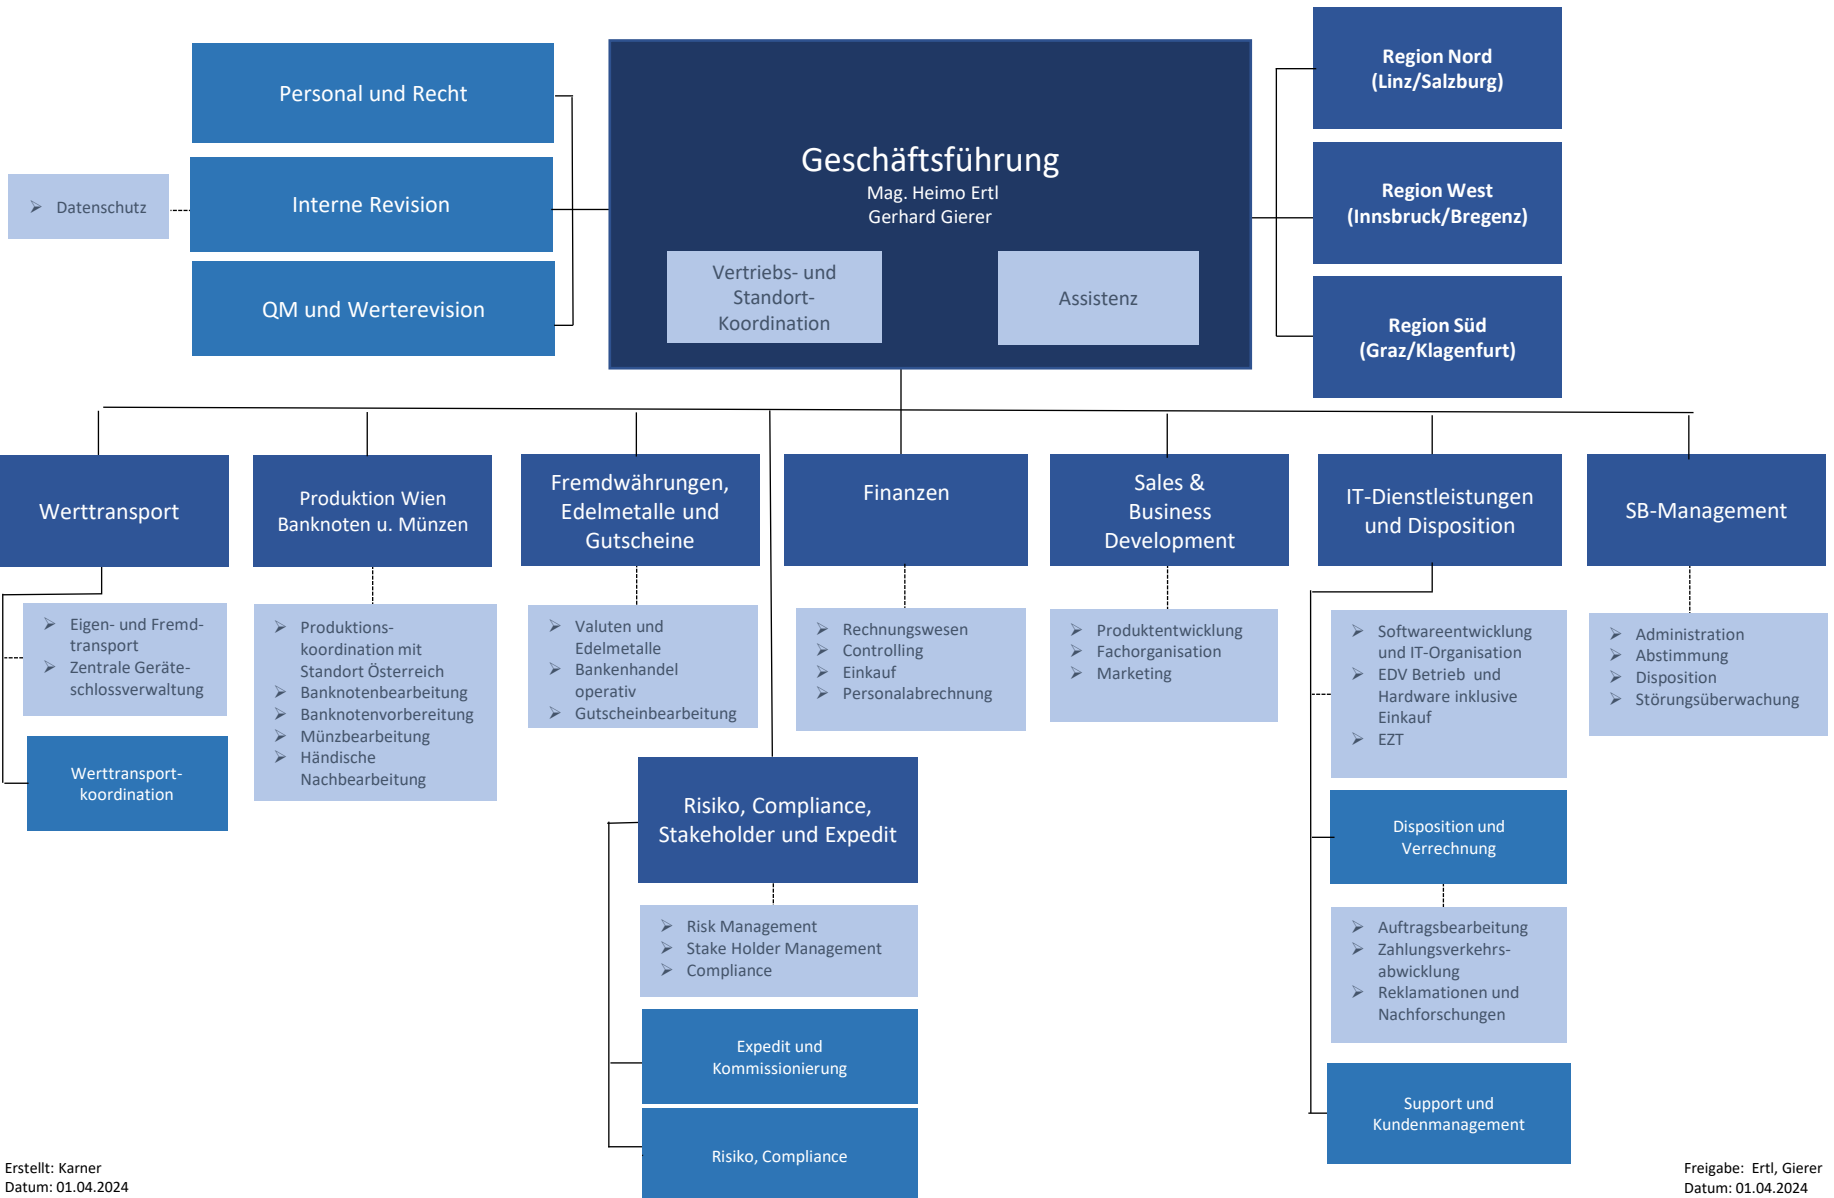 Personal und Recht
Interne Revision
➢ Datenschutz
QM und Werterevision
Geschäftsführung
Mag. Heimo Ertl
Gerhard Gierer
Vertriebs- und
Standort-
Koordination
Assistenz
Region Nord
(Linz/Salzburg)
Region West
(Innsbruck/Bregenz)
Region Süd
(Graz/Klagenfurt)
Werttransport
➢ Eigen- und Fremd-
transport
➢ Zentrale Geräte-
schlossverwaltung
Werttransport-
koordination
Produktion Wien
Banknoten u. Münzen
➢ Produktions-
koordination mit
Standort Österreich
➢ Banknotenbearbeitung
➢ Banknotenvorbereitung
➢ Münzbearbeitung
➢ Händische
Nachbearbeitung
Fremdwährungen,
Edelmetalle und
Gutscheine
➢ Valuten und
Edelmetalle
➢ Bankenhandel
operativ
➢ Gutscheinbearbeitung
Risiko, Compliance,
Stakeholder und Expedit
➢ Risk Management
➢ Stake Holder Management
➢ Compliance
Expedit und
Kommissionierung
Risiko, Compliance
Finanzen
➢ Rechnungswesen
➢ Controlling
➢ Einkauf
➢ Personalabrechnung
Sales &
Business
Development
➢ Produktentwicklung
➢ Fachorganisation
➢ Marketing
IT-Dienstleistungen
und Disposition
➢ Softwareentwicklung
und IT-Organisation
➢ EDV Betrieb und
Hardware inklusive
Einkauf
➢ EZT
Disposition und
Verrechnung
➢ Auftragsbearbeitung
➢ Zahlungsverkehrs-
abwicklung
➢ Reklamationen und
Nachforschungen
Support und
Kundenmanagement
SB-Management
➢ Administration
➢ Abstimmung
➢ Disposition
➢ Störungsüberwachung
Erstellt: Karner
Datum: 01.04.2024
Freigabe: Ertl, Gierer
Datum: 01.04.2024